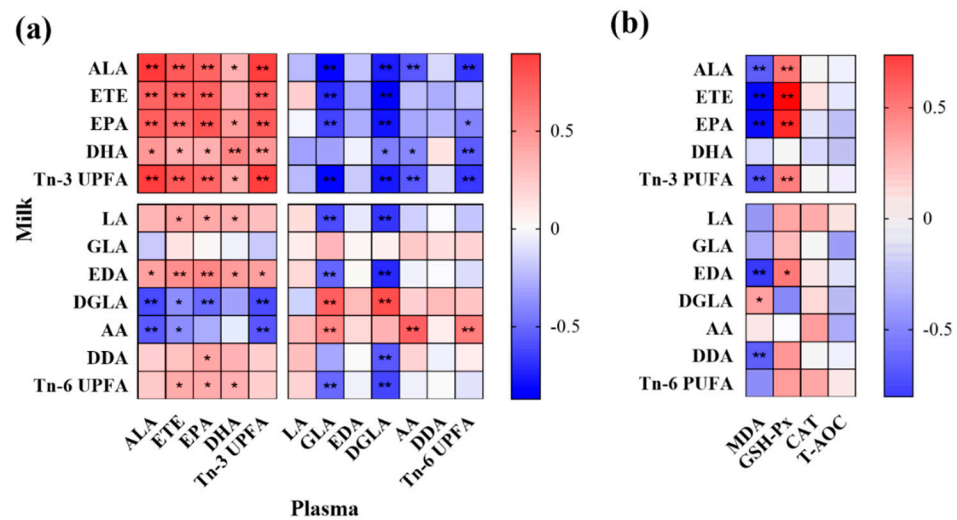 (a)
ALA
ETE
EPA
DHA
Tn-3 UPFA
LA
GLA
EDA
DGLA
AA
DDA
Tn-6 UPFA
Milk
** ** ** * ** ** ** ** **
** ** ** ** ** **
** ** ** * ** ** ** *
* * * ** ** * * **
** ** ** * ** ** ** ** **
* * * ** **
* ** ** * * ** **
** * ** ** ** **
** * ** ** ** **
* **
* * * ** **
0.5
0
-0.5
ALA
ETE
EPA
DHA
Tn-3 UPFA
LA
GLA
EDA
DGLA
AA
DDA
Tn-6 UPFA
Plasma
(b)
ALA
ETE
EPA
DHA
Tn-3 PUFA
LA
GLA
EDA
DGLA
AA
DDA
Tn-6 PUFA
** **
** **
** **
** **
** *
*
**
0.5
0
-0.5
MDA
GSH-Px
CAT
T-AOC